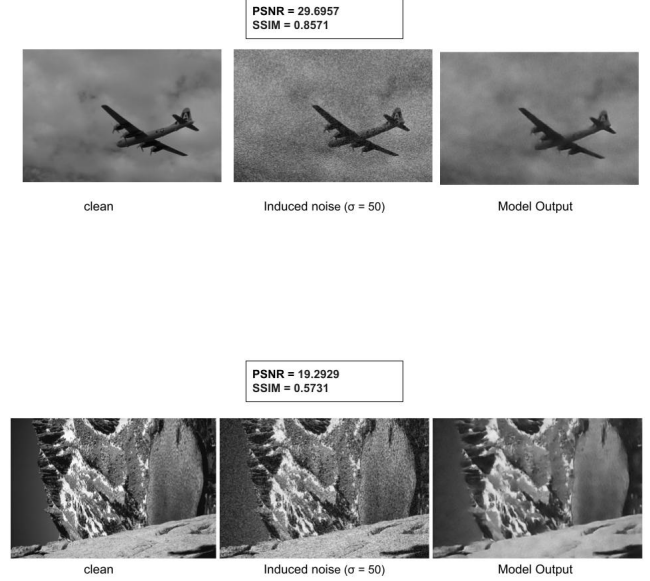 PSNR = 29.6957
SSIM = 0.8571
clean
Induced noise (σ = 50)
Model Output
PSNR = 19.2929
SSIM = 0.5731
clean
Induced noise (σ = 50)
Model Output